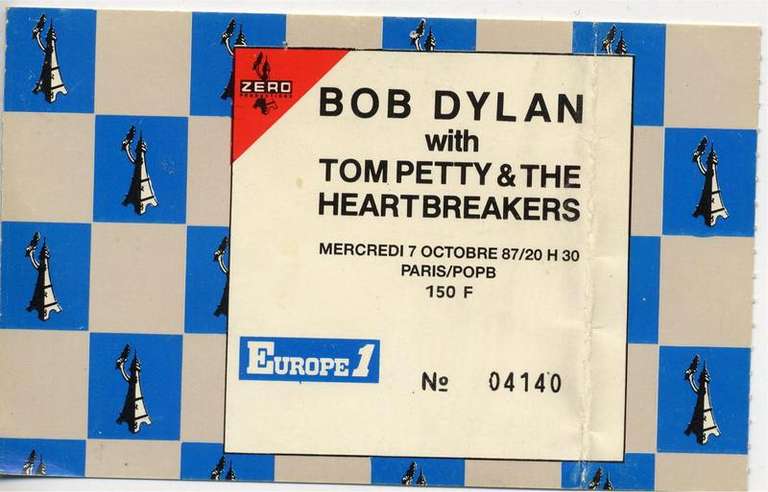 ZERO
PRODUCTIONS
BOB DYLAN
with
TOM PETTY & THE
HEARTBREAKERS
MERCREDI 7 OCTOBRE 87/20 H 30
PARIS/POPB
150 F
EUROPE 1
№ 04140